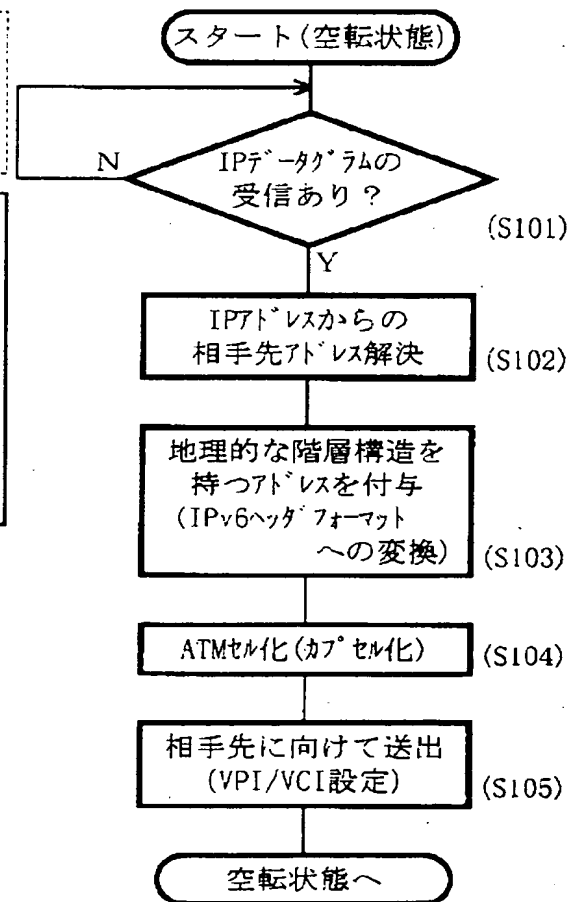 スタート(空転状態)
N
IPデータグラムの
受信あり？
(S101)
Y
IPアドレスからの
相手先アドレス解決
(S102)
地理的な階層構造を
持つアドレスを付与
(IPv6ヘッダフォーマット
への変換)
(S103)
ATMセル化(カプセル化)
(S104)
相手先に向けて送出
(VPI/VCI設定)
(S105)
空転状態へ